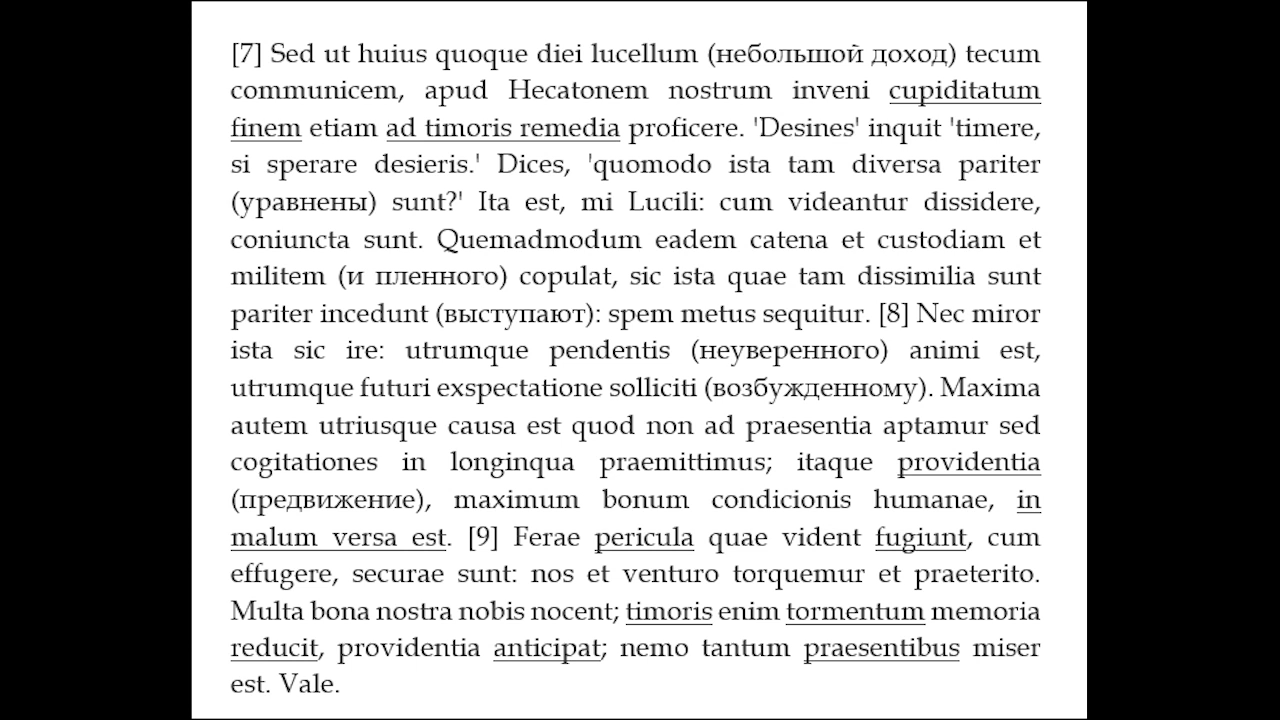 [7] Sed ut huius quoque diei lucellum (небольшой доход) tecum
communicem, apud Hecatonem nostrum inveni cupiditatum
finem etiam ad timoris remedia proficere. 'Desines' inquit 'timere,
si sperare desieris.' Dices, 'quomodo ista tam diversa pariter
(уравнены) sunt?' Ita est, mi Lucili: cum videantur dissidere,
coniuncta sunt. Quemadmodum eadem catena et custodiam et
militem (и пленного) copulat, sic ista quae tam dissimilia sunt
pariter incedunt (выступают): spem metus sequitur. [8] Nec miror
ista sic ire: utrumque pendentis (неуверенного) animi est,
utrumque futuri exspectatione solliciti (возбужденному). Maxima
autem utriusque causa est quod non ad praesentia aptamur sed
cogitationes in longinqua praemittimus; itaque providentia
(предвижение), maximum bonum condicionis humanae, in
malum versa est. [9] Ferae pericula quae vident fugiunt, cum
effugere, securae sunt: nos et venturo torquemur et praeterito.
Multa bona nostra nobis nocent; timoris enim tormentum memoria
reducit, providentia anticipat; nemo tantum praesentibus miser
est. Vale.